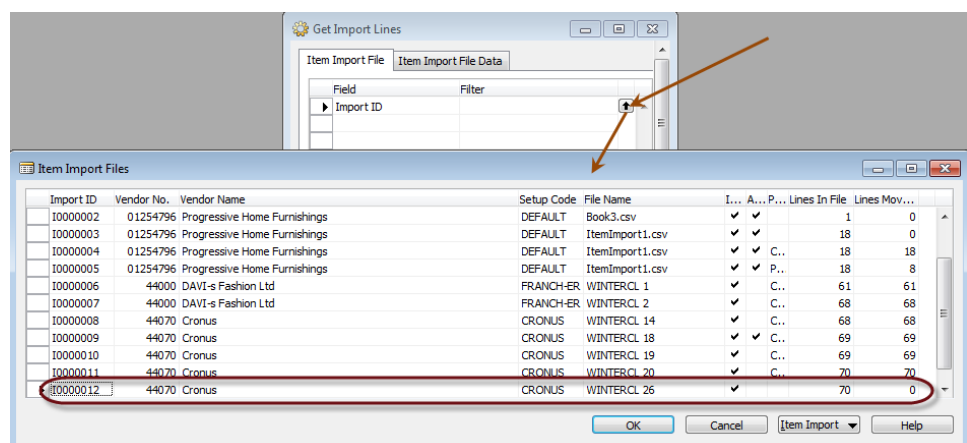 Get Import Lines
Item Import File Item Import File Data
Field Filter
Import ID
Item Import Files
Import ID Vendor No. Vendor Name Setup Code File Name I... A... P... Lines In File Lines Mov...
I0000002 01254796 Progressive Home Furnishings DEFAULT Book3.csv 1 0
I0000003 01254796 Progressive Home Furnishings DEFAULT ItemImport1.csv 18 0
I0000004 01254796 Progressive Home Furnishings DEFAULT ItemImport1.csv C.. 18 18
I0000005 01254796 Progressive Home Furnishings DEFAULT ItemImport1.csv P... 18 8
I0000006 44000 DAVI-s Fashion Ltd FRANCH-ER WINTERCL 1 C.. 61 61
I0000007 44000 DAVI-s Fashion Ltd FRANCH-ER WINTERCL 2 C.. 68 68
I0000008 44070 Cronus CRONUS WINTERCL 14 C.. 68 68
I0000009 44070 Cronus CRONUS WINTERCL 18 C.. 69 69
I0000010 44070 Cronus CRONUS WINTERCL 19 C.. 69 69
I0000011 44070 Cronus CRONUS WINTERCL 20 C.. 70 70
I0000012 44070 Cronus CRONUS WINTERCL 26 70 0
OK Cancel Item Import Help